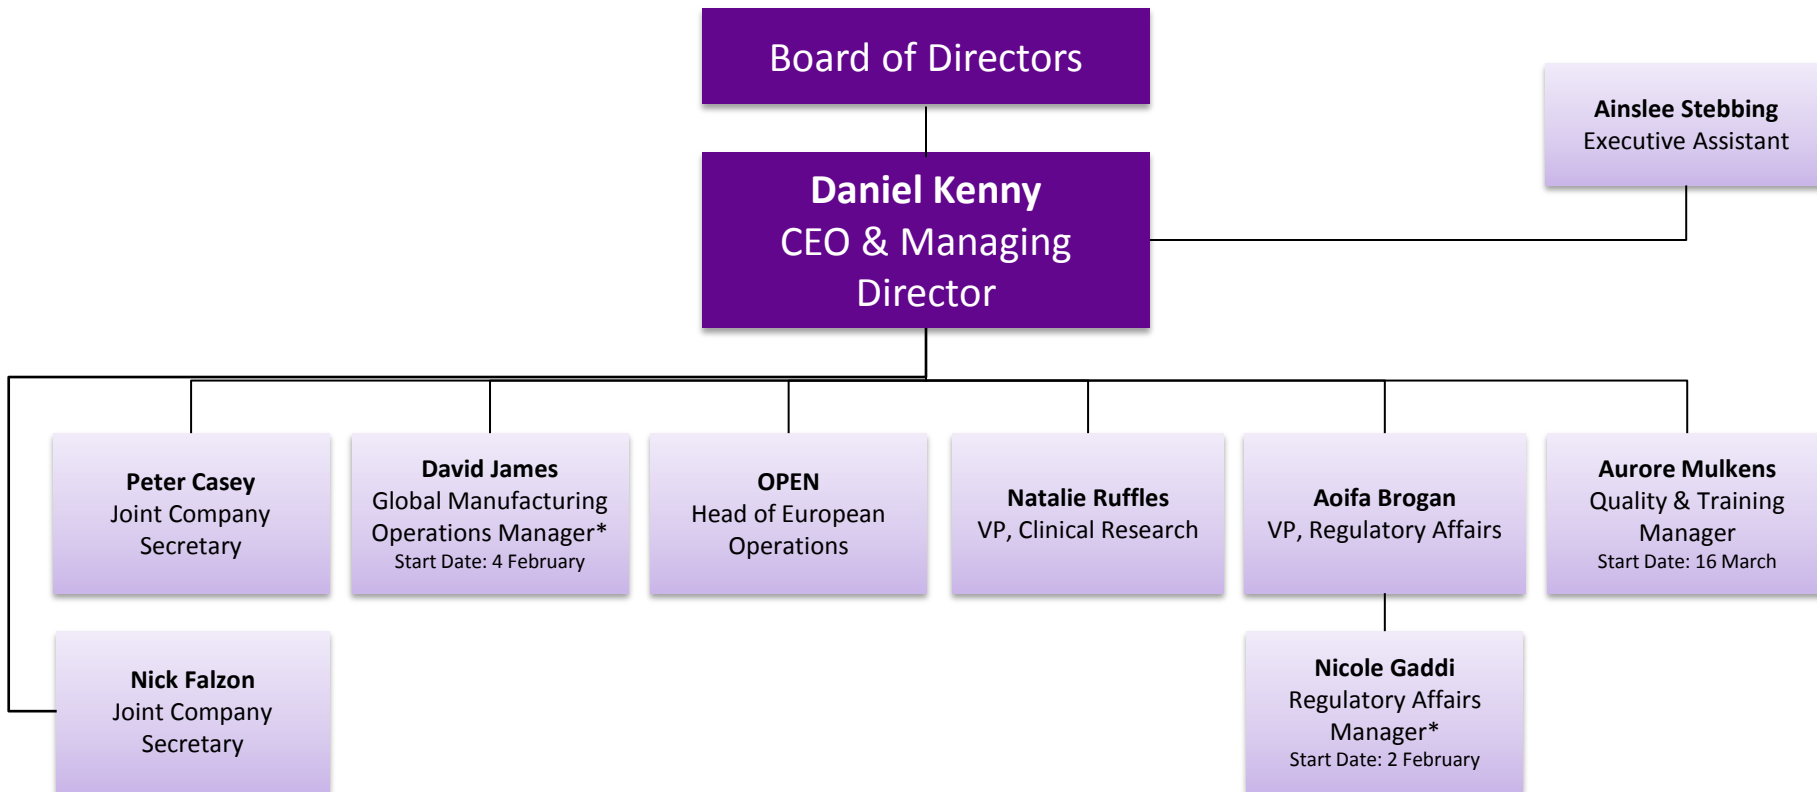 Board of Directors
Ainslee Stebbing
Executive Assistant
Daniel Kenny
CEO & Managing
Director
Peter Casey
Joint Company
Secretary
David James
Global Manufacturing
Operations Manager*
Start Date: 4 February
OPEN
Head of European
Operations
Natalie Ruffles
VP, Clinical Research
Aoifa Brogan
VP, Regulatory Affairs
Aurore Mulkens
Quality & Training
Manager
Start Date: 16 March
Nick Falzon
Joint Company
Secretary
Nicole Gaddi
Regulatory Affairs
Manager*
Start Date: 2 February